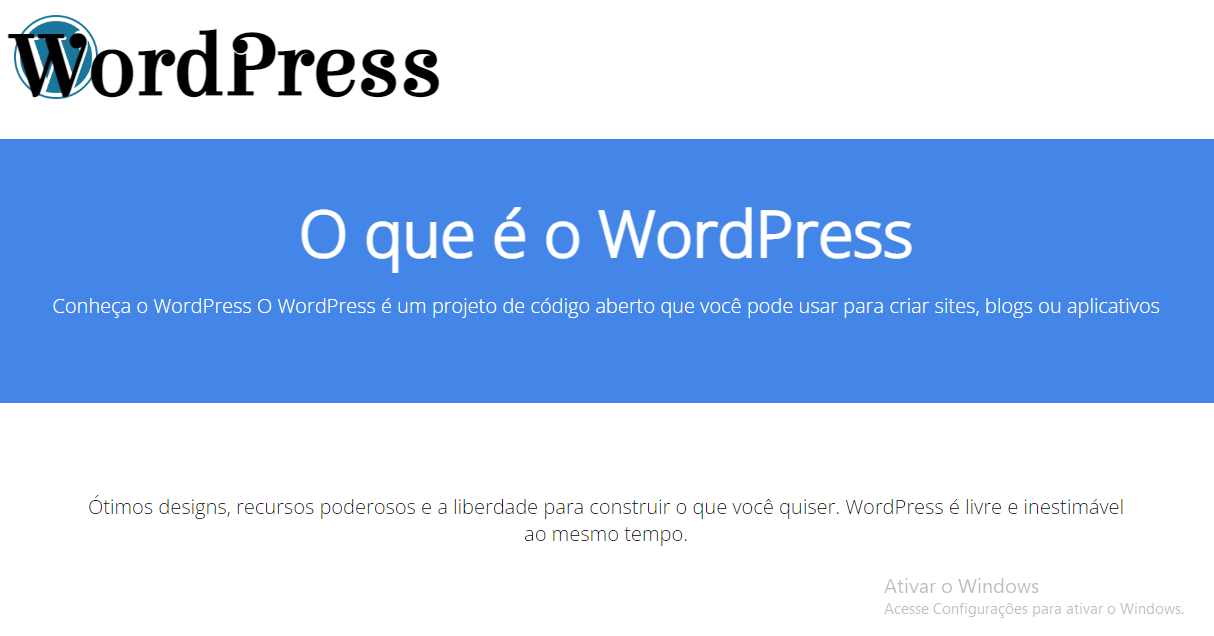 WordPress
O que é o WordPress
Conheça o WordPress O WordPress é um projeto de código aberto que você pode usar para criar sites, blogs ou aplicativos
Ótimos designs, recursos poderosos e a liberdade para construir o que você quiser. WordPress é livre e inestimável
ao mesmo tempo.
Ativar o Windows
Acesse Configurações para ativar o Windows.